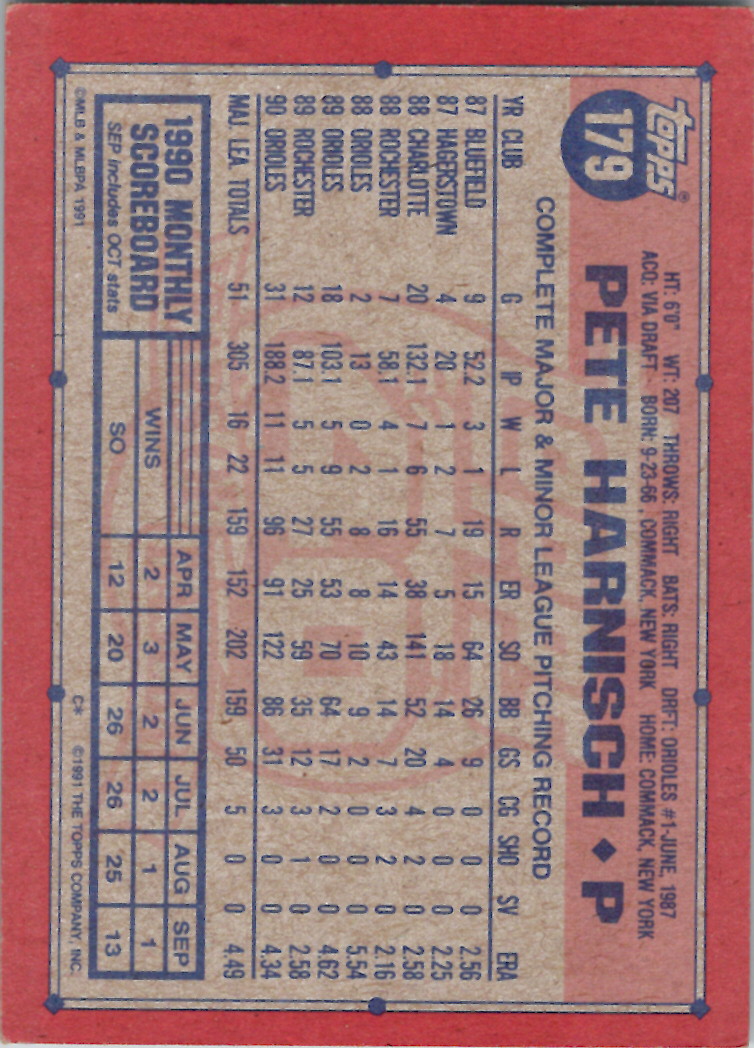 topps®
179
HT: 6'0" WT: 207 THROWS: RIGHT BATS: RIGHT DRFT: ORIOLES #1-JUNE, 1987
ACQ: VIA DRAFT BORN: 9-23-66, COMMACK, NEW YORK HOME: COMMACK, NEW YORK
PETE HARNISCH ◆ P
COMPLETE MAJOR & MINOR LEAGUE PITCHING RECORD
YR CLUB G IP W L R ER SO BB GS CG SHO SV ERA
87 BLUEFIELD 9 52.2 3 1 19 15 64 26 9 0 0 0 2.56
87 HAGERSTOWN 4 20 1 2 7 5 18 14 4 0 0 0 2.25
88 CHARLOTTE 20 132.1 7 6 55 38 141 52 20 4 2 0 2.58
88 ROCHESTER 7 58.1 4 1 16 14 43 14 7 3 2 0 2.16
88 ORIOLES 2 13 0 2 8 8 10 9 2 0 0 0 5.54
89 ORIOLES 18 103.1 5 9 55 53 70 64 17 2 0 0 4.62
89 ROCHESTER 12 87.1 5 5 27 25 59 35 12 3 1 0 2.58
90 ORIOLES 31 188.2 11 11 96 91 122 86 31 3 0 0 4.34
MAJ. LEA. TOTALS 51 305 16 22 159 152 202 159 50 5 0 0 4.49
1990 MONTHLY SCOREBOARD
SEP includes OCT stats
APR MAY JUN JUL AUG SEP
WINS 2 3 2 2 1 1
SO 12 20 26 26 25 13
©MLB & MLBPA 1991 C* ©1991 THE TOPPS COMPANY, INC.